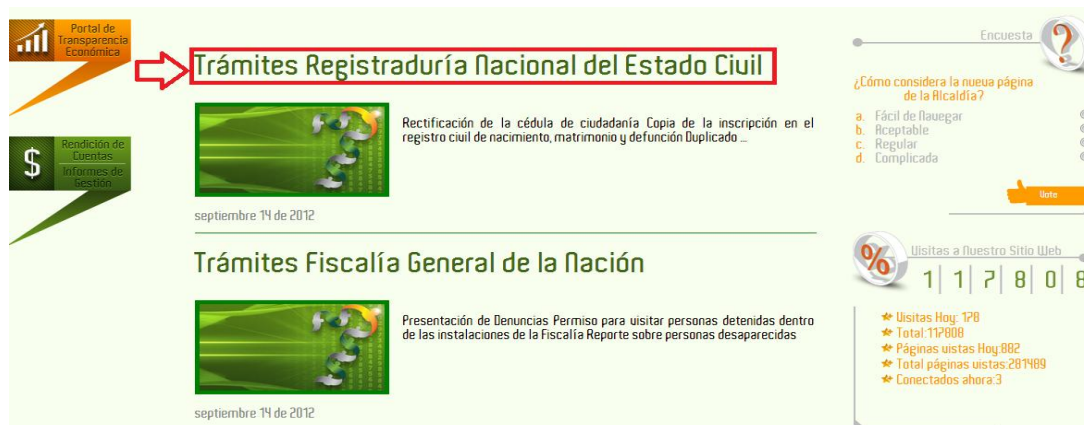 Portal de
Transparencia
Económica
Rendición de
Cuentas
Informes de
Gestión
Trámites Registraduría Nacional del Estado Civil
Rectificación de la cédula de ciudadanía Copia de la inscripción en el
registro civil de nacimiento, matrimonio y defunción Duplicado ...
septiembre 14 de 2012
Trámites Fiscalía General de la Nación
Presentación de Denuncias Permiso para visitar personas detenidas dentro
de las instalaciones de la Fiscalía Reporte sobre personas desaparecidas
septiembre 14 de 2012
Encuesta
¿Cómo considera la nueva página
de la Alcaldía?
a. Fácil de Navegar
b. Aceptable
c. Regular
d. Complicada
Vote
Visitas a Nuestro Sitio Web
1| 1| 7| 8| 0| 8
Visitas Hoy: 178
Total:117808
Páginas vistas Hoy:882
Total páginas vistas:281489
Conectados ahora:3